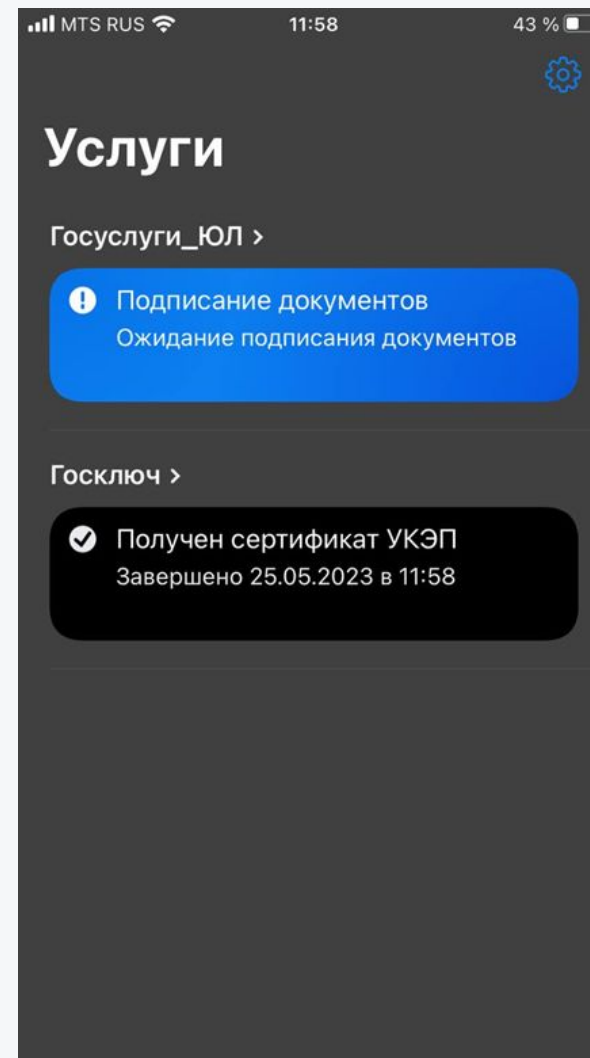 MTS RUS 11:58 43 %
Услуги
Госуслуги_ЮЛ >
Подписание документов
Ожидание подписания документов
Госключ >
Получен сертификат УКЭП
Завершено 25.05.2023 в 11:58